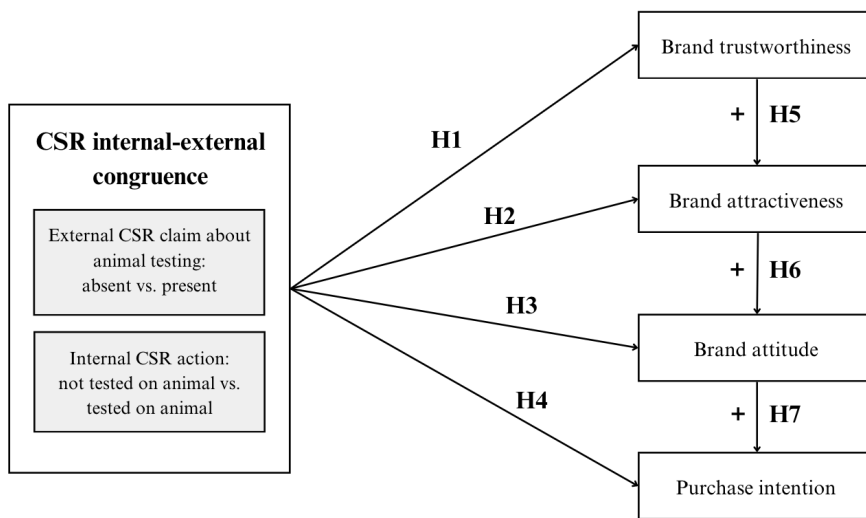 CSR internal-external
congruence
External CSR claim about
animal testing:
absent vs. present
Internal CSR action:
not tested on animal vs.
tested on animal
H1
H2
H3
H4
Brand trustworthiness
+ H5
Brand attractiveness
+ H6
Brand attitude
+ H7
Purchase intention